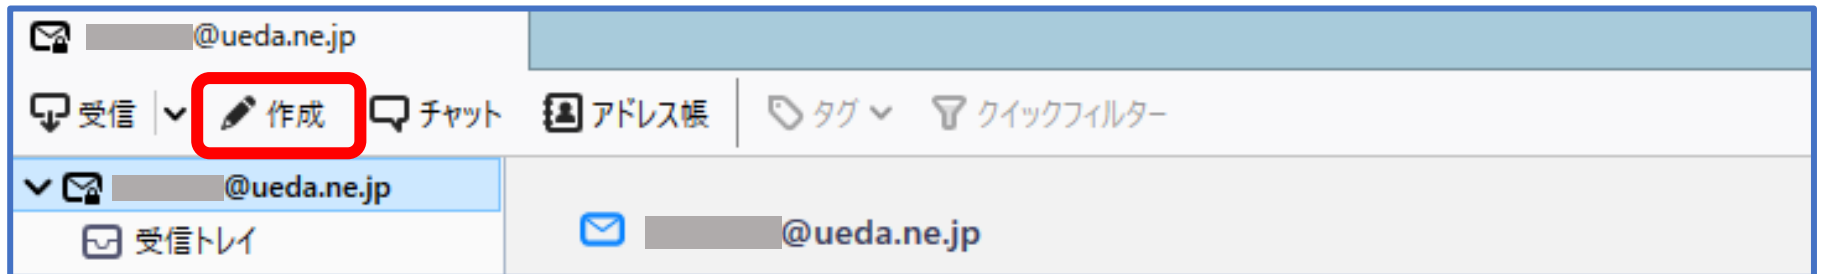 @ueda.ne.jp
受信 作成 チャット アドレス帳 タグ クイックフィルター
@ueda.ne.jp
受信トレイ
@ueda.ne.jp